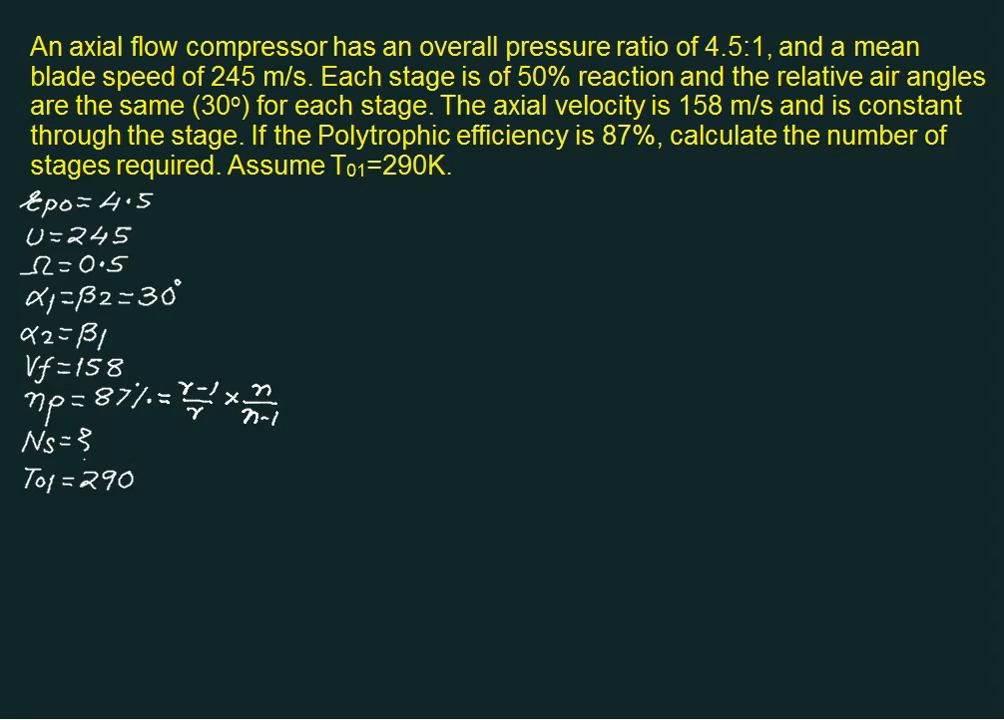 An axial flow compressor has an overall pressure ratio of 4.5:1, and a mean
blade speed of 245 m/s. Each stage is of 50% reaction and the relative air angles
are the same (30º) for each stage. The axial velocity is 158 m/s and is constant
through the stage. If the Polytrophic efficiency is 87%, calculate the number of
stages required. Assume T₀₁=290K.
rpo = 4.5
U = 245
Ω = 0.5
α1 = β2 = 30°
α2 = β1
Vf = 158
ηp = 87% = γ-1/γ × n/n-1
Ns = ?
To1 = 290